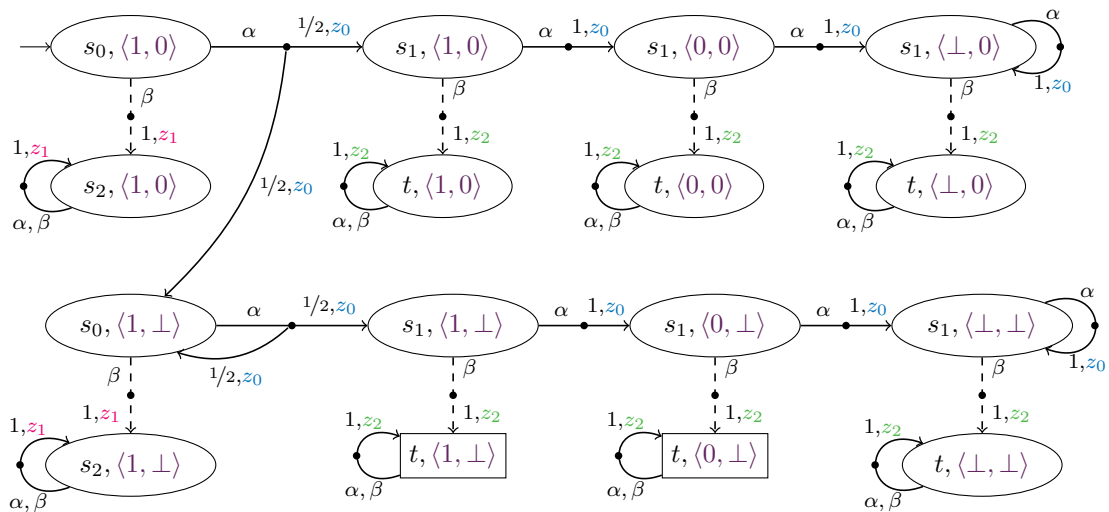 α 1/2,z₀ α 1,z₀ α 1,z₀ α
s₀,⟨1, 0⟩ s₁,⟨1, 0⟩ s₁,⟨0, 0⟩ s₁,⟨⊥, 0⟩
1,z₀
β β β β
1,z₁ 1,z₂ 1,z₂ 1,z₂
1,z₁ 1,z₂ 1,z₂ 1,z₂
s₂,⟨1, 0⟩ t,⟨1, 0⟩ t,⟨0, 0⟩ t,⟨⊥, 0⟩
1/2,z₀
α, β α, β α, β α, β
α 1/2,z₀ α 1,z₀ α 1,z₀ α
s₀,⟨1, ⊥⟩ s₁,⟨1, ⊥⟩ s₁,⟨0, ⊥⟩ s₁,⟨⊥, ⊥⟩
1,z₀
β 1/2,z₀ β β β
1,z₁ 1,z₂ 1,z₂ 1,z₂
1,z₁ 1,z₂ 1,z₂ 1,z₂
s₂,⟨1, ⊥⟩ t,⟨1, ⊥⟩ t,⟨0, ⊥⟩ t,⟨⊥, ⊥⟩
α, β α, β α, β α, β